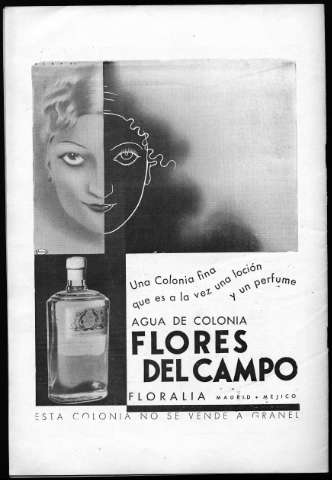 Una Colonia fina
que es a la vez una loción
y un perfume
AGUA DE COLONIA
FLORES
DEL CAMPO
FLORALIA MADRID • MÉJICO
ESTA COLONIA NO SE VENDE A GRANEL